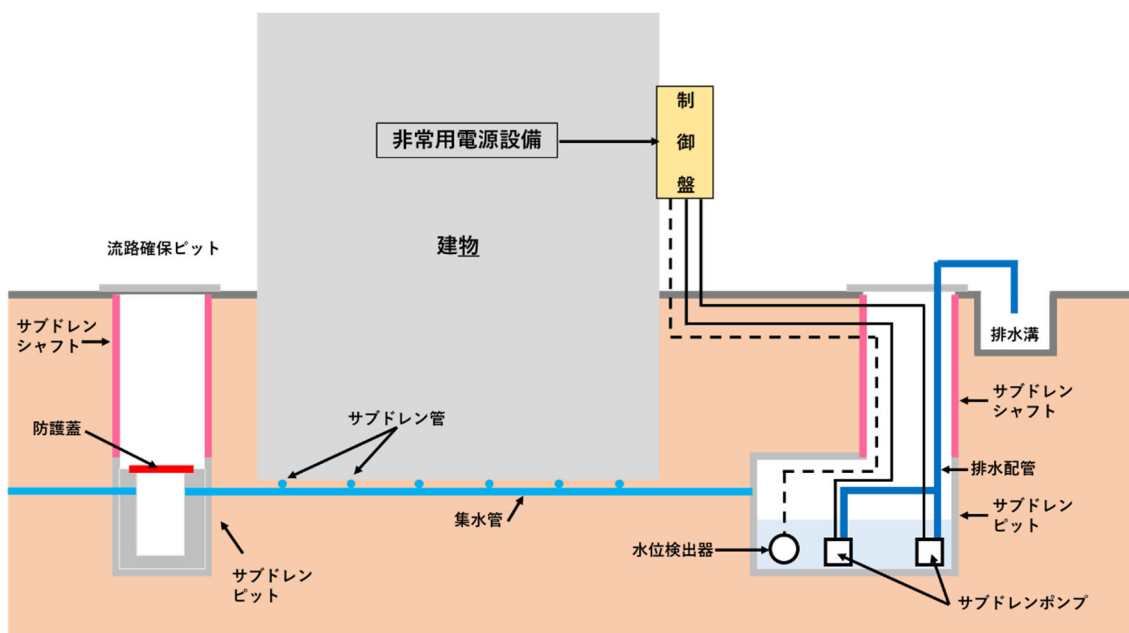 制
御
盤
非常用電源設備
建物
流路確保ピット
サブドレン
シャフト
排水溝
サブドレン管
サブドレン
シャフト
防護蓋
排水配管
集水管
サブドレン
ピット
水位検出器
サブドレン
ピット
サブドレンポンプ